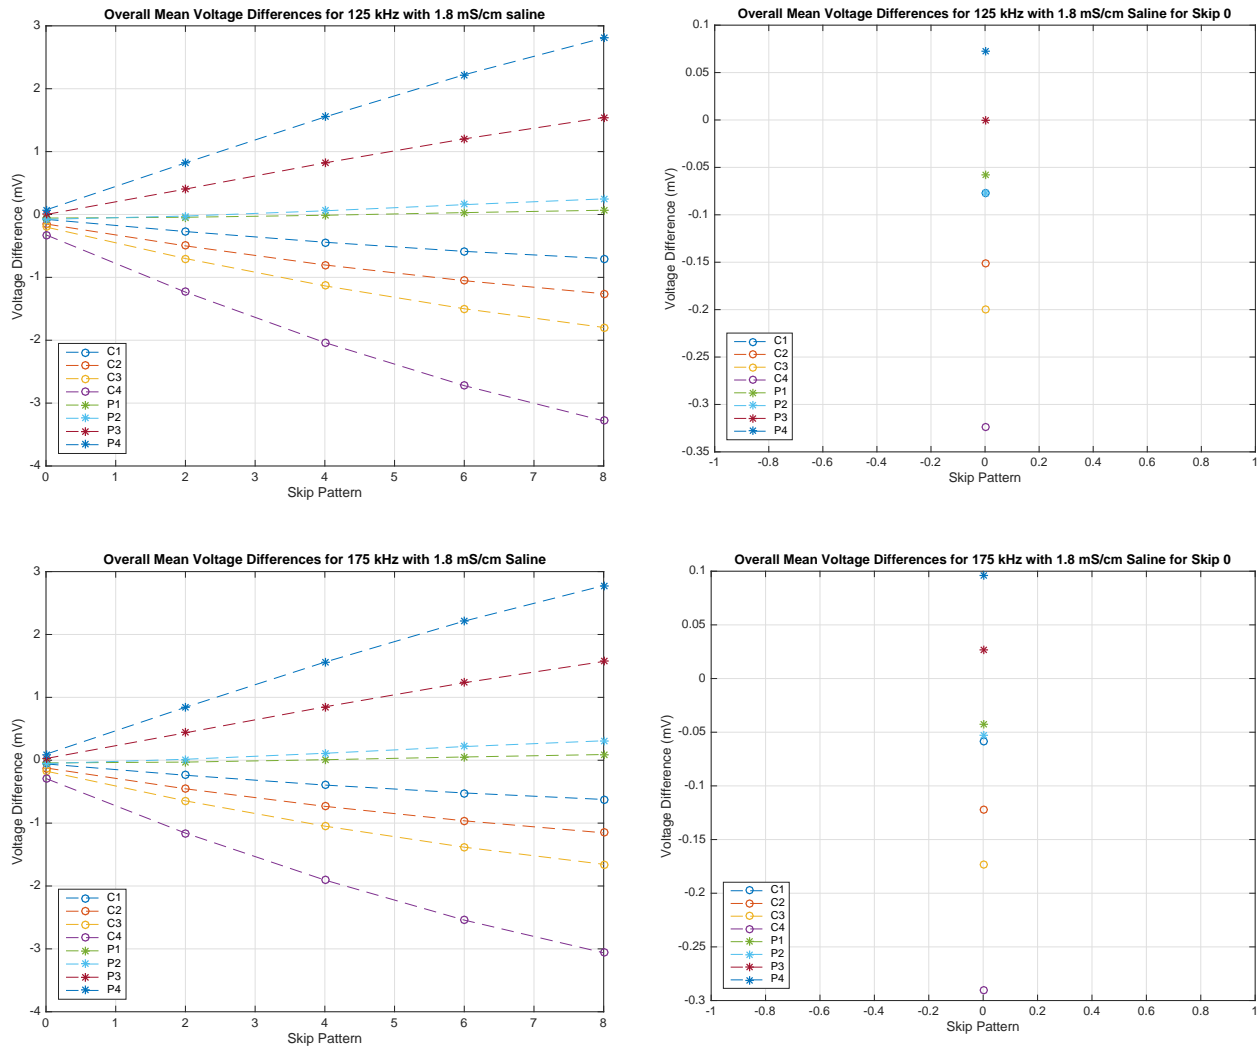 Overall Mean Voltage Differences for 125 kHz with 1.8 mS/cm saline
3
2
1
0
-1
-2
-3
-4
Voltage Difference (mV)
C1
C2
C3
C4
P1
P2
P3
P4
0 1 2 3 4 5 6 7 8
Skip Pattern
Overall Mean Voltage Differences for 125 kHz with 1.8 mS/cm Saline for Skip 0
0.1
0.05
0
-0.05
-0.1
-0.15
-0.2
-0.25
-0.3
-0.35
Voltage Difference (mV)
C1
C2
C3
C4
P1
P2
P3
P4
-1 -0.8 -0.6 -0.4 -0.2 0 0.2 0.4 0.6 0.8 1
Skip Pattern
Overall Mean Voltage Differences for 175 kHz with 1.8 mS/cm Saline
3
2
1
0
-1
-2
-3
-4
Voltage Difference (mV)
C1
C2
C3
C4
P1
P2
P3
P4
0 1 2 3 4 5 6 7 8
Skip Pattern
Overall Mean Voltage Differences for 175 kHz with 1.8 mS/cm Saline for Skip 0
0.1
0.05
0
-0.05
-0.1
-0.15
-0.2
-0.25
-0.3
Voltage Difference (mV)
C1
C2
C3
C4
P1
P2
P3
P4
-1 -0.8 -0.6 -0.4 -0.2 0 0.2 0.4 0.6 0.8 1
Skip Pattern